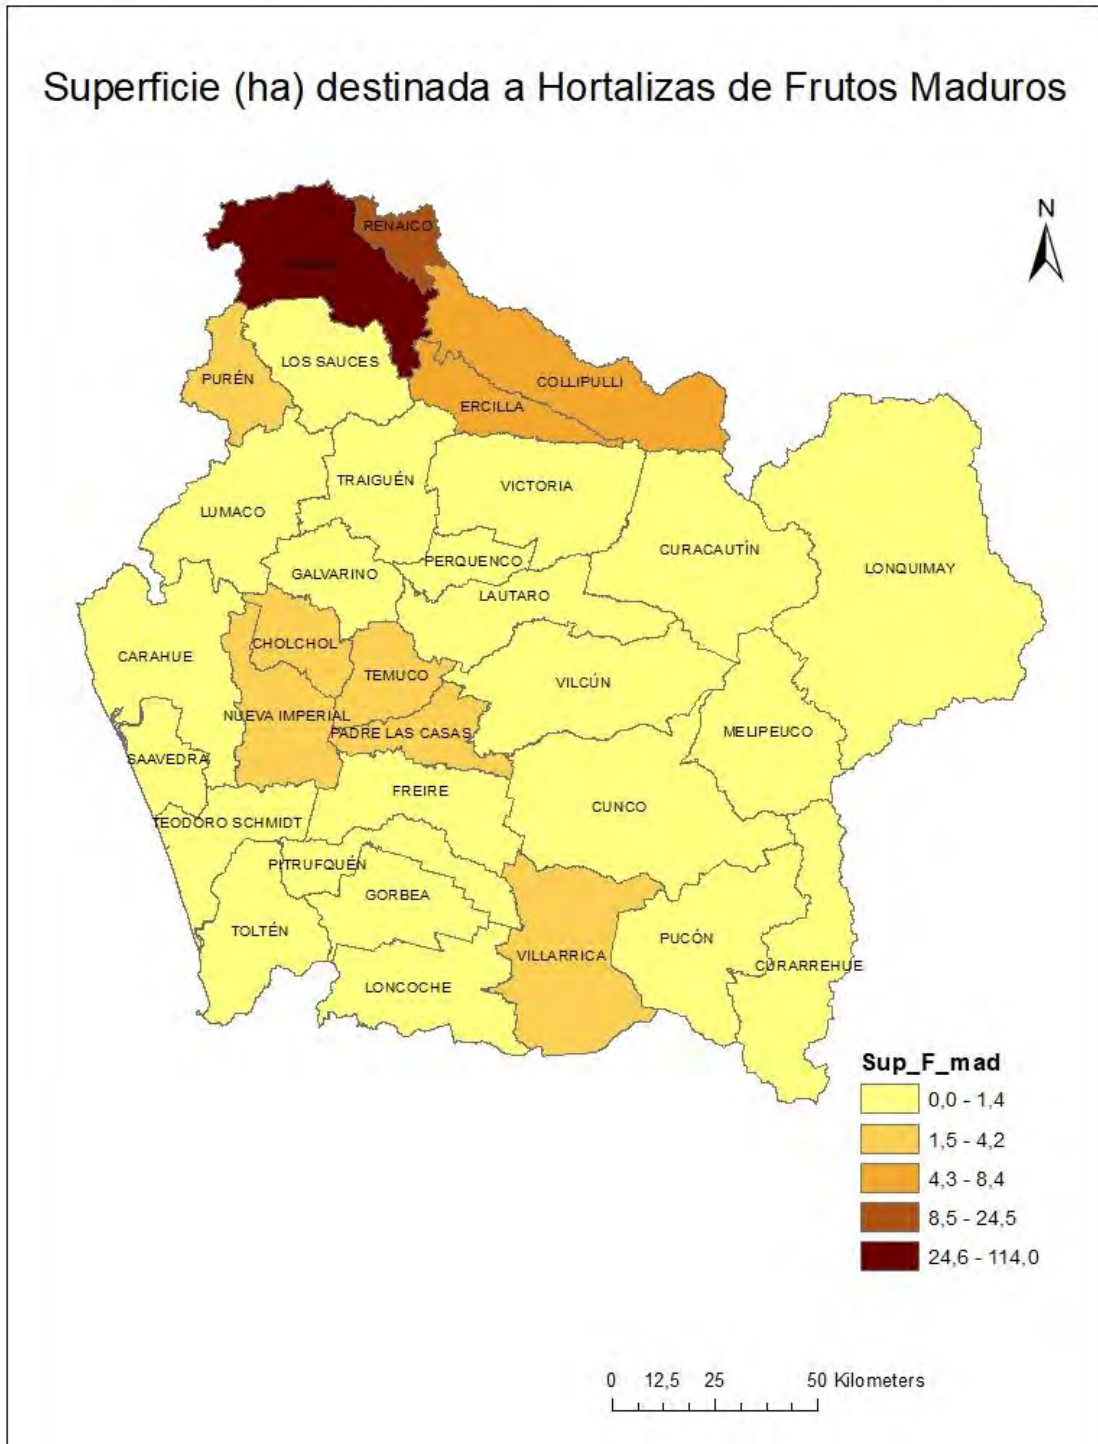 Superficie (ha) destinada a Hortalizas de Frutos Maduros
N
RENAICO
LOS SAUCES
PURÉN
COLLIPULLI
ERCILLA
TRAIGUÉN
VICTORIA
LUMACO
CURACAUTÍN
PERQUENCO
LONQUIMAY
GALVARINO
LAUTARO
CHOLCHOL
CARAHUE
TEMUCO
VILCÚN
NUEVA IMPERIAL
PADRE LAS CASAS
MELIPEUCO
SAAVEDRA
FREIRE
CUNCO
TEODORO SCHMIDT
PITRUFQUÉN
GORBEA
TOLTÉN
PUCÓN
VILLARRICA
CURARREHUE
LONCOCHE
Sup_F_mad
0,0 - 1,4
1,5 - 4,2
4,3 - 8,4
8,5 - 24,5
24,6 - 114,0
0 12,5 25 50 Kilometers